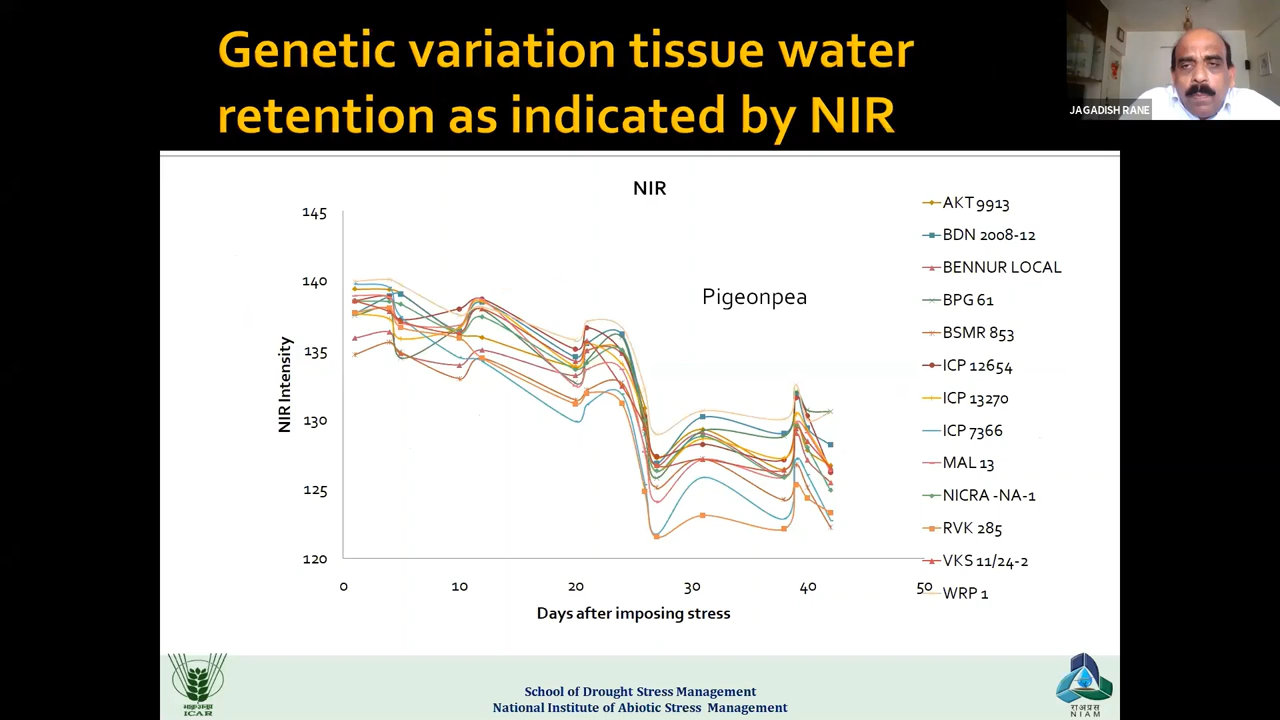 Genetic variation tissue water
retention as indicated by NIR
JAGADISH RANE
NIR
145
140
135
130
125
120
NIR Intensity
Pigeonpea
0 10 20 30 40 50
Days after imposing stress
AKT 9913
BDN 2008-12
BENNUR LOCAL
BPG 61
BSMR 853
ICP 12654
ICP 13270
ICP 7366
MAL 13
NICRA -NA-1
RVK 285
VKS 11/24-2
WRP 1
ICAR
School of Drought Stress Management
National Institute of Abiotic Stress Management
NIAM